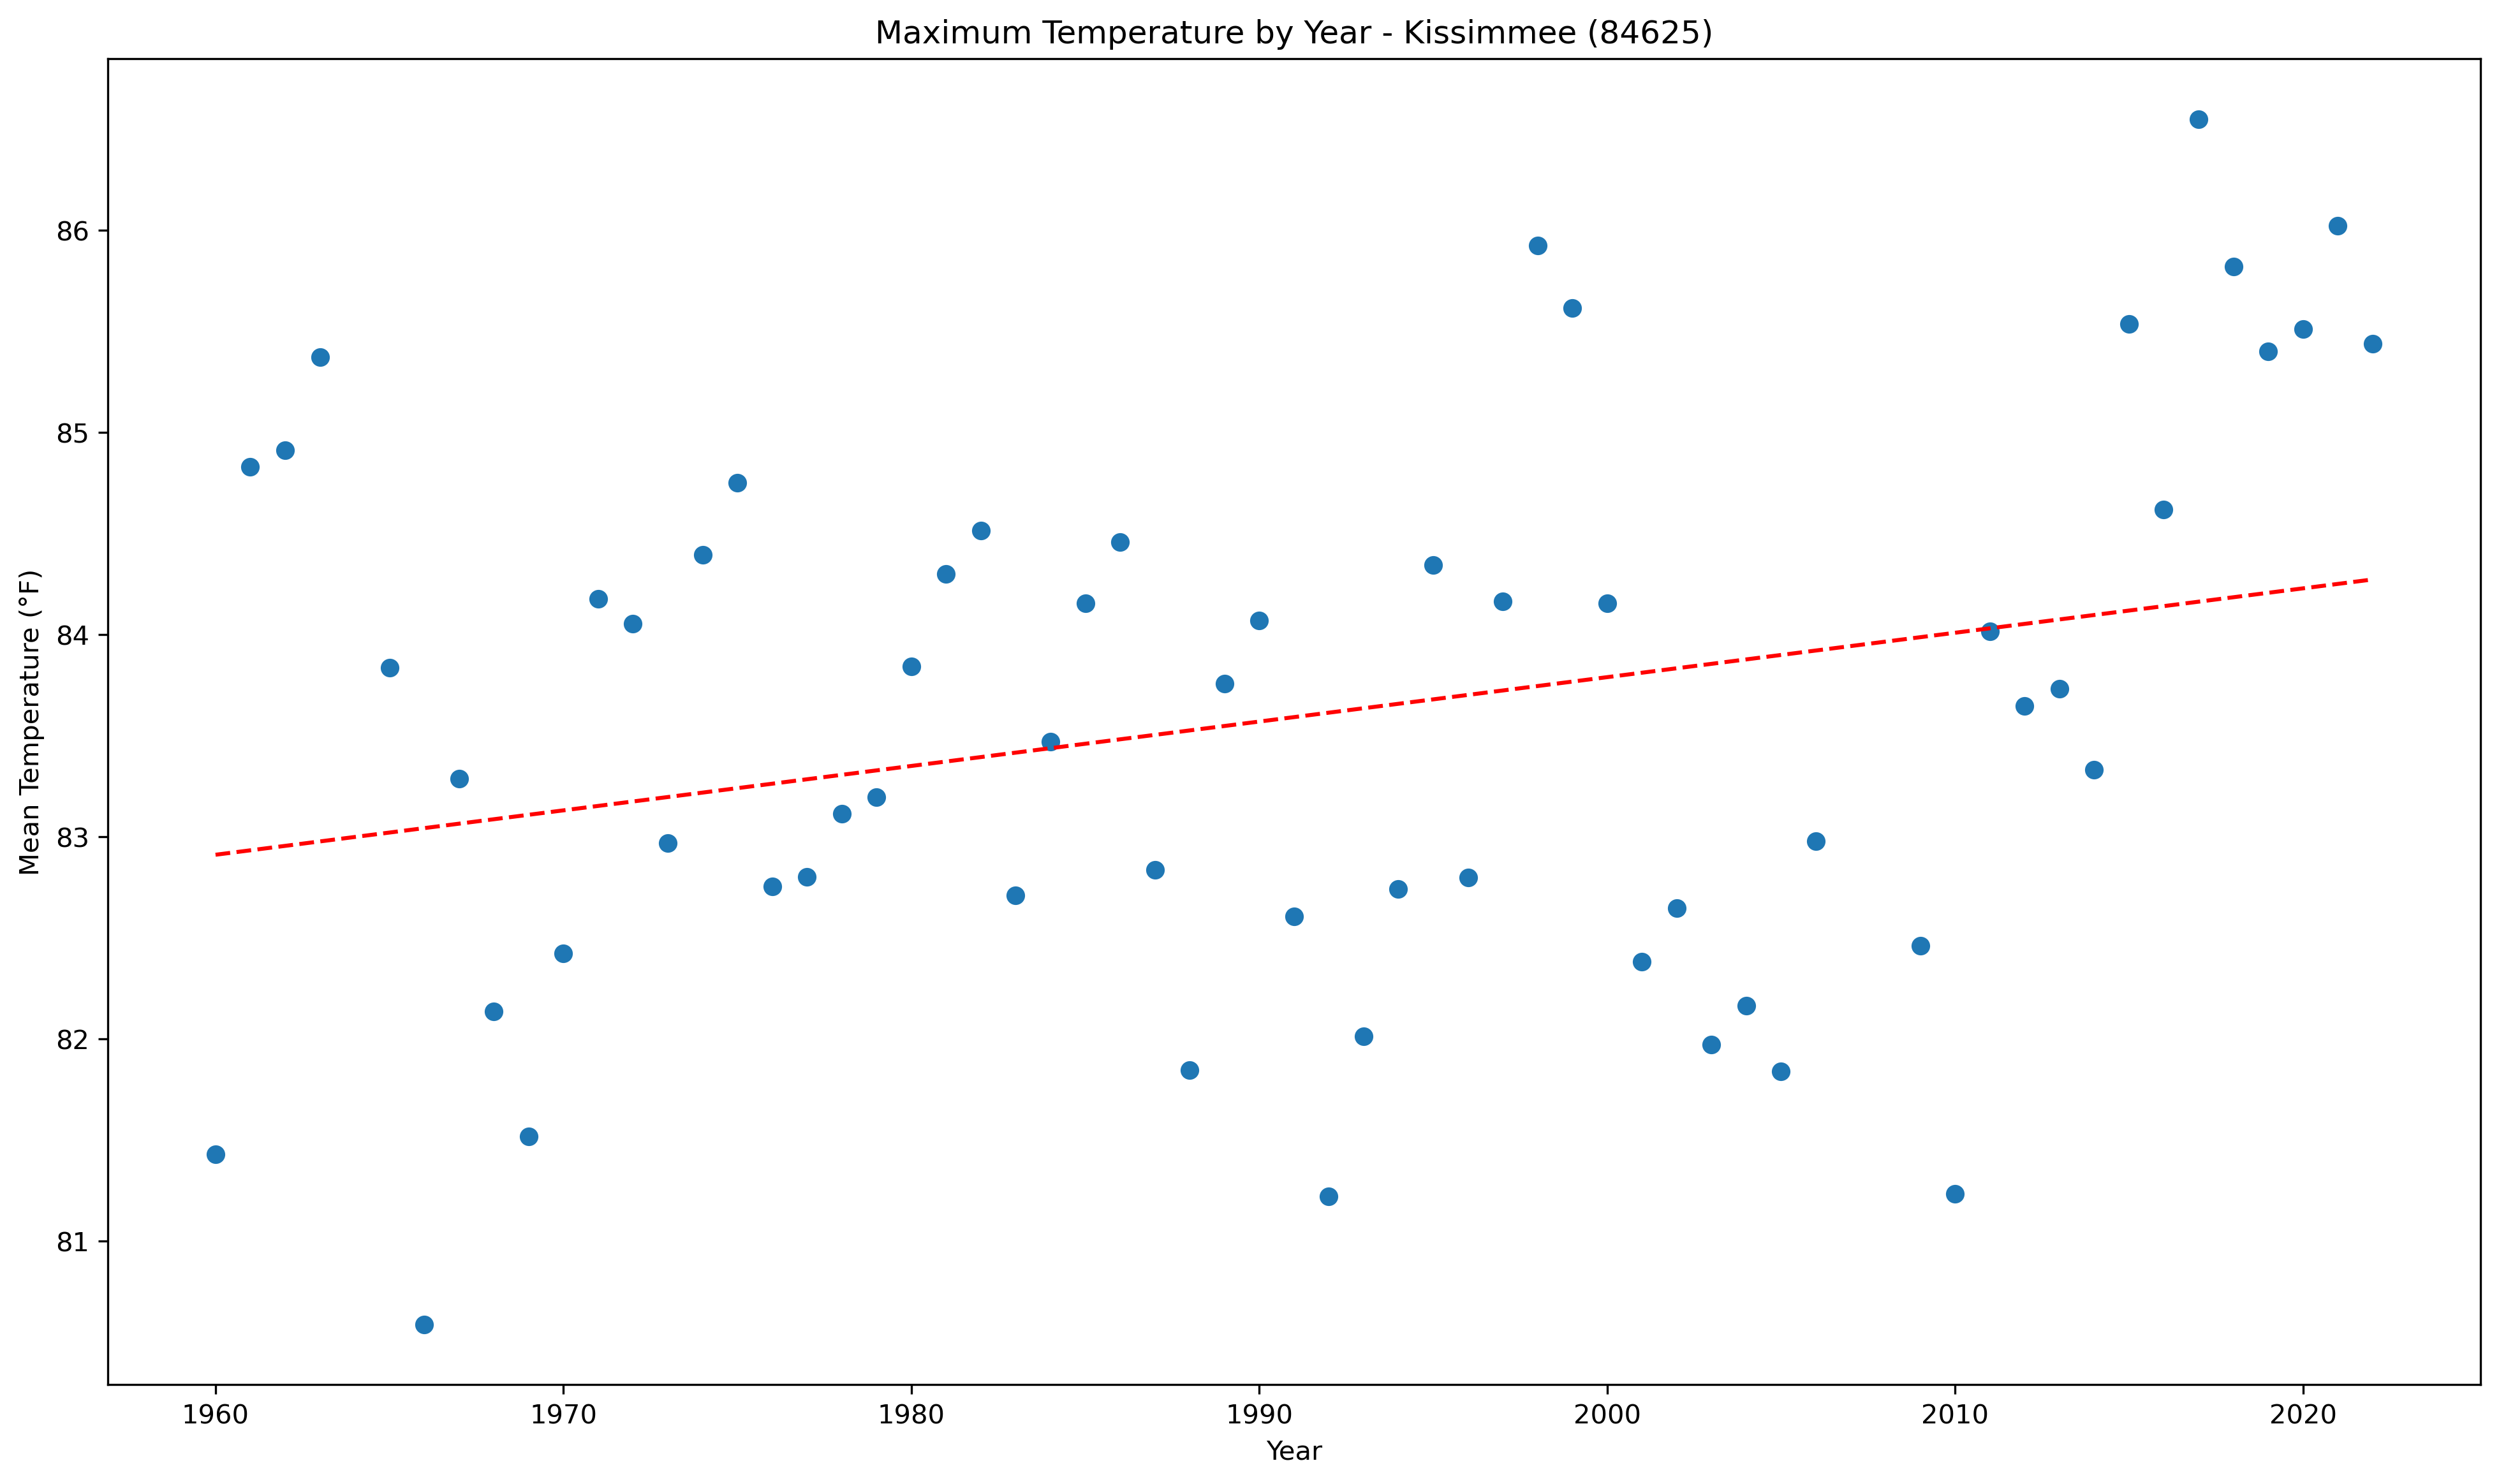 Maximum Temperature by Year - Kissimmee (84625)
Mean Temperature (°F)
86
85
84
83
82
81
1960 1970 1980 1990 2000 2010 2020
Year